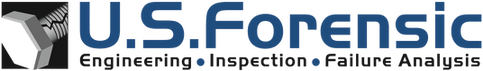 U.S.Forensic
Engineering • Inspection • Failure Analysis